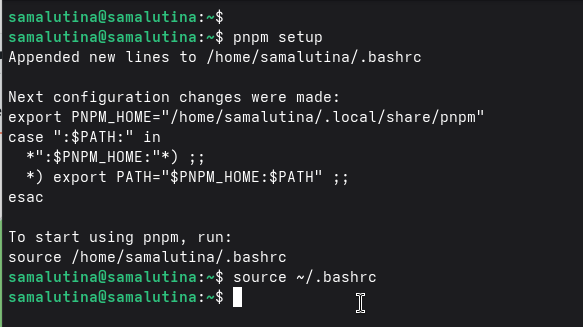 samalutina@samalutina:~$
samalutina@samalutina:~$ pnpm setup
Appended new lines to /home/samalutina/.bashrc

Next configuration changes were made:
export PNPM_HOME="/home/samalutina/.local/share/pnpm"
case ":$PATH:" in
  *":$PNPM_HOME:"*) ;;
  *) export PATH="$PNPM_HOME:$PATH" ;;
esac

To start using pnpm, run:
source /home/samalutina/.bashrc
samalutina@samalutina:~$ source ~/.bashrc
samalutina@samalutina:~$